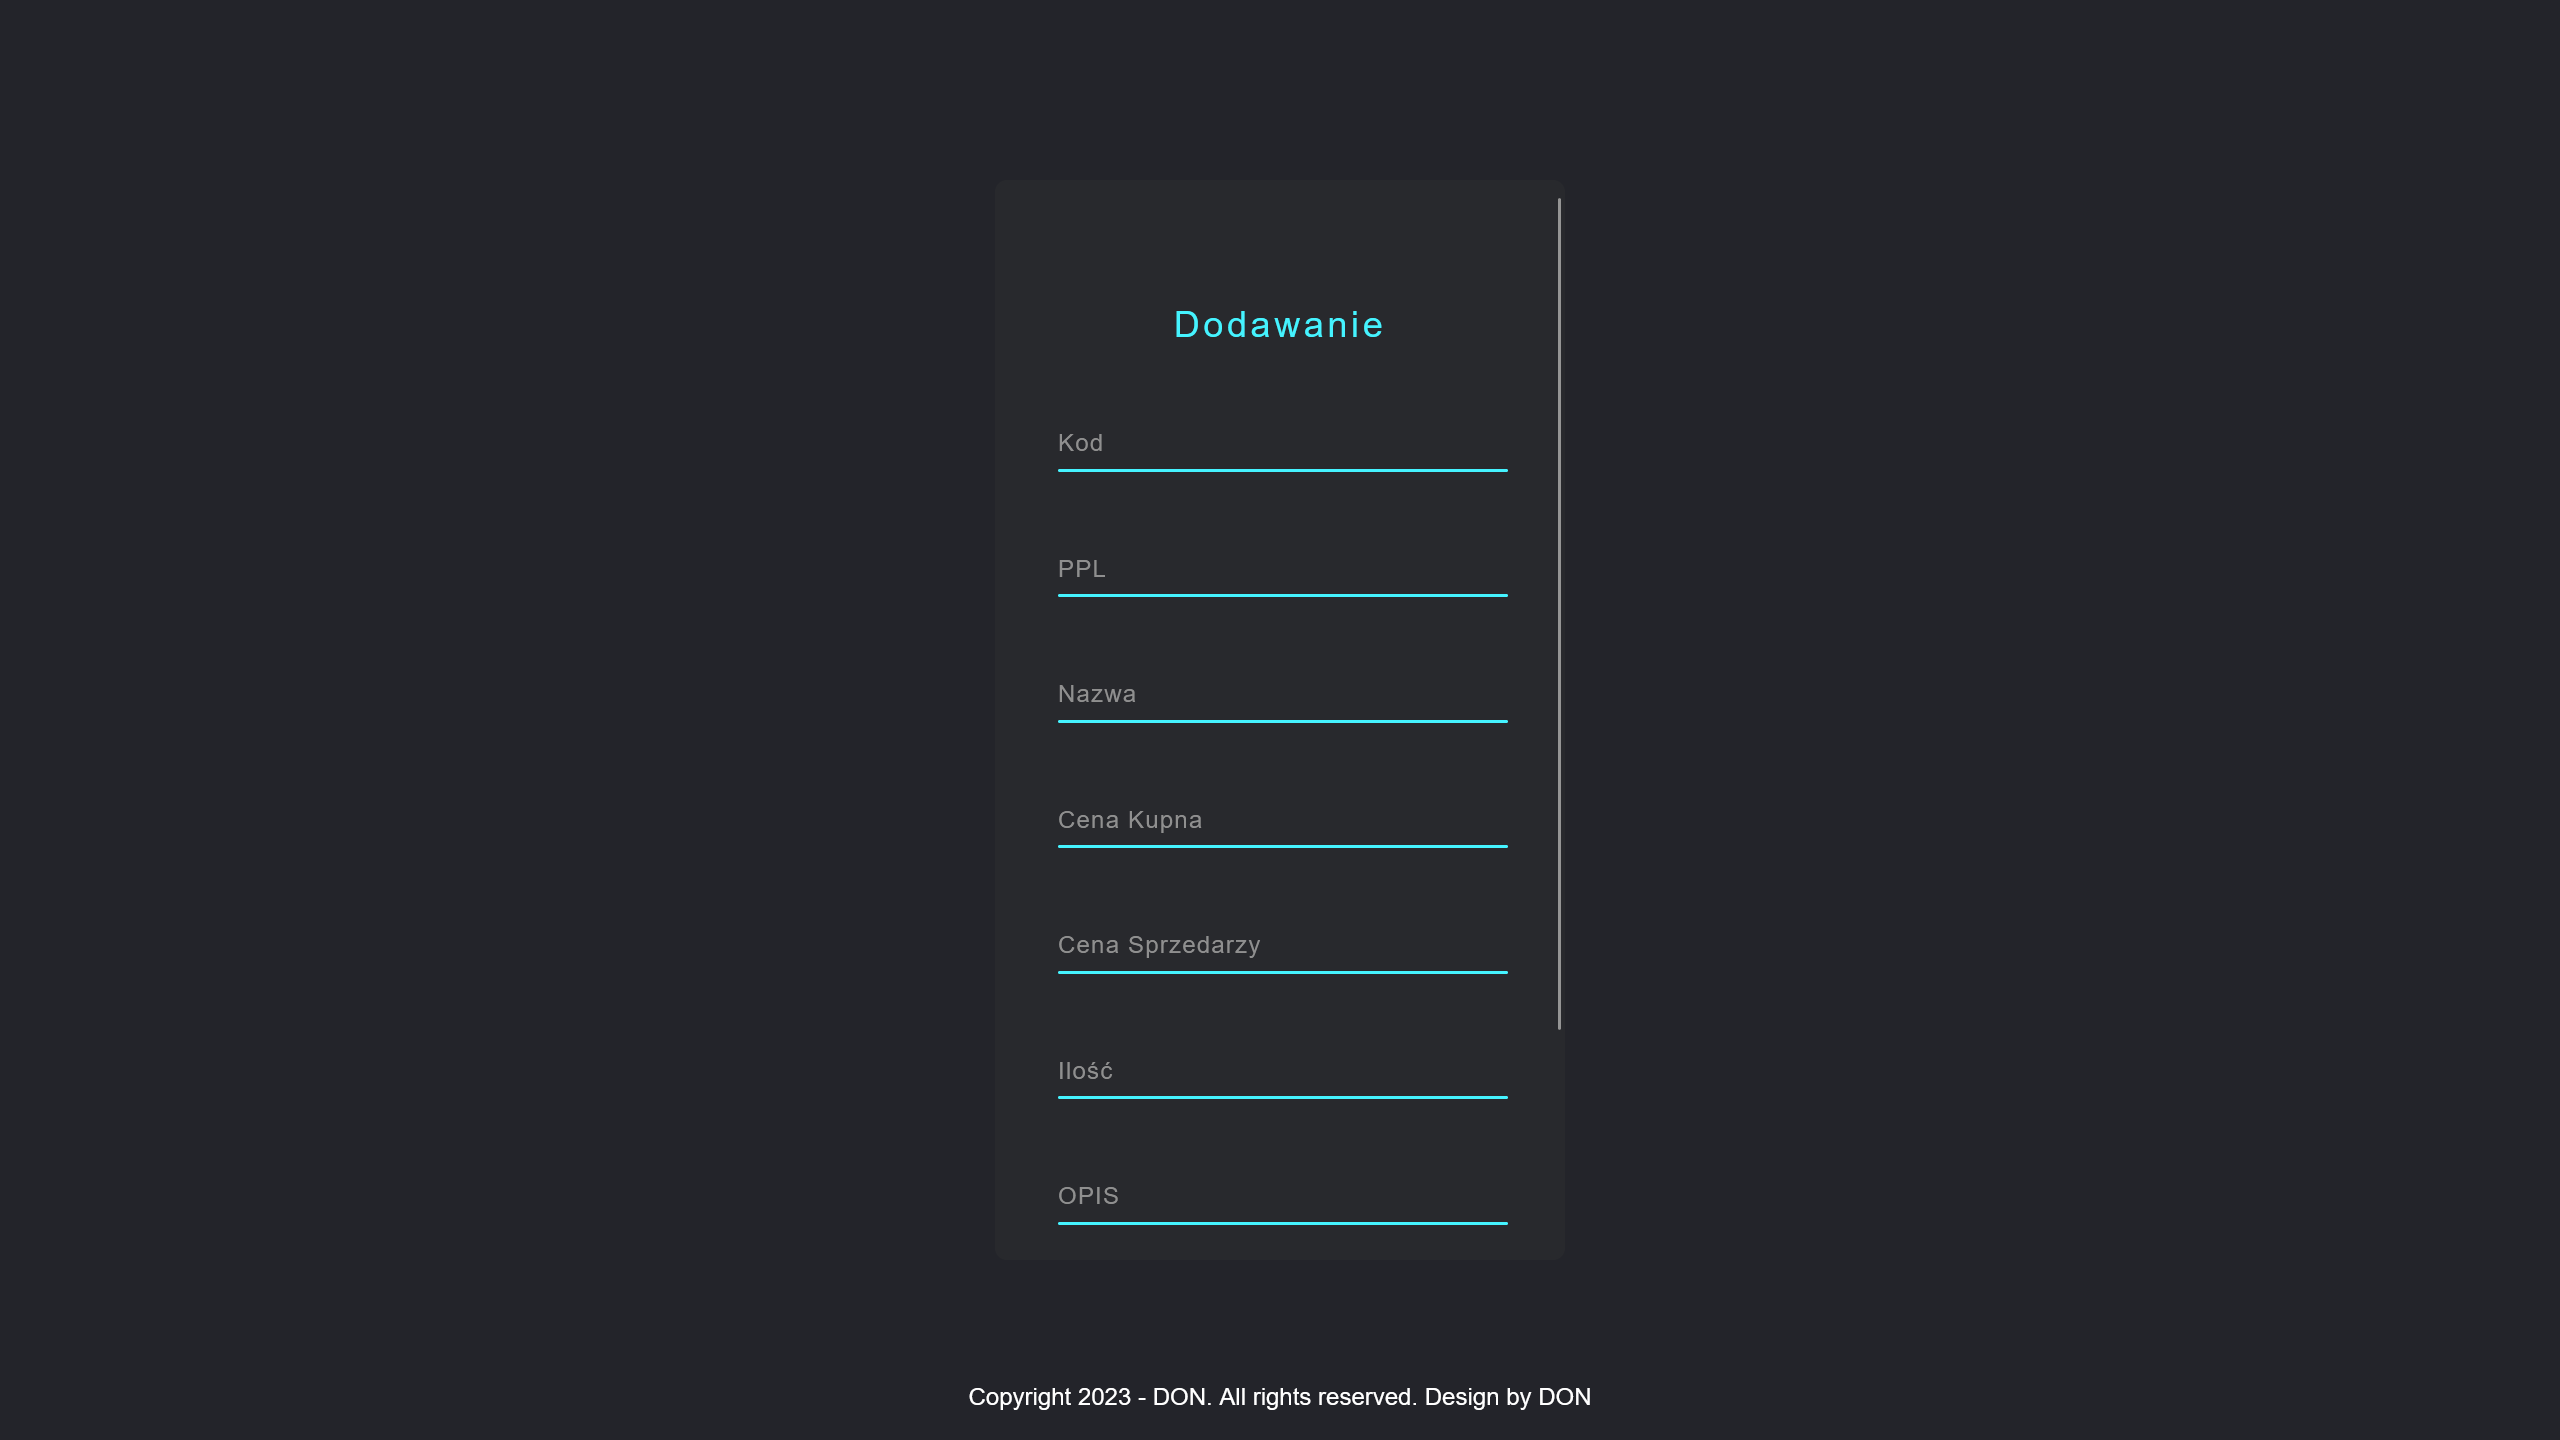 Dodawanie
Kod
PPL
Nazwa
Cena Kupna
Cena Sprzedarzy
Ilość
OPIS
Copyright 2023 - DON. All rights reserved. Design by DON